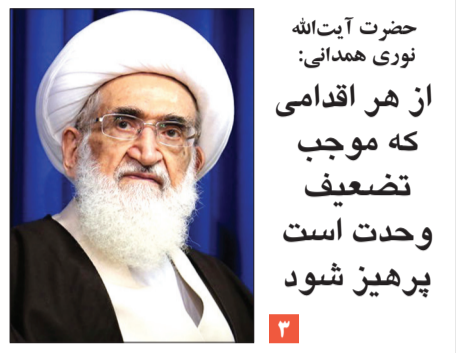 حضرت آیت‌الله
نوری همدانی:
از هر اقدامی
که موجب
تضعیف
وحدت است
پرهیز شود
۳